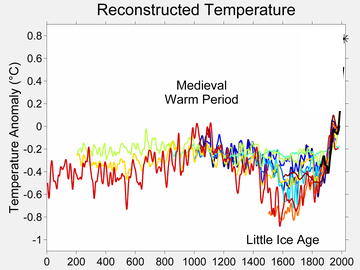 Reconstructed Temperature
Temperature Anomaly (°C)
0.8
0.6
0.4
0.2
0
-0.2
-0.4
-0.6
-0.8
-1
Medieval
Warm Period
Little Ice Age
0 200 400 600 800 1000 1200 1400 1600 1800 2000